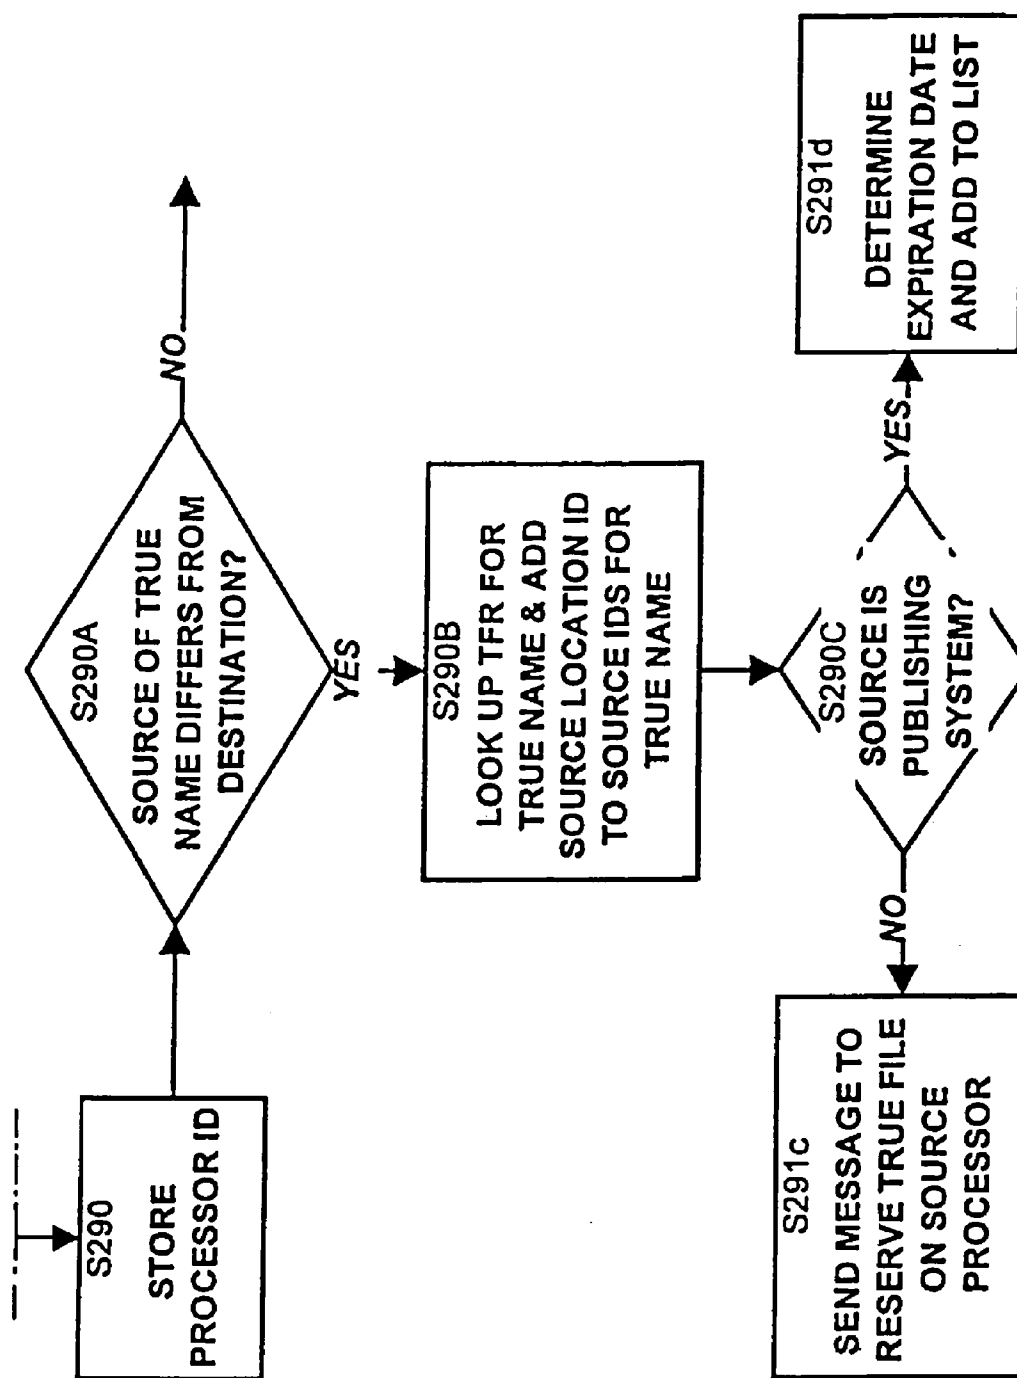 S290
STORE
PROCESSOR ID
S290A
SOURCE OF TRUE
NAME DIFFERS FROM
DESTINATION?
NO
YES
S290B
LOOK UP TFR FOR
TRUE NAME & ADD
SOURCE LOCATION ID
TO SOURCE IDS FOR
TRUE NAME
S290C
SOURCE IS
PUBLISHING
SYSTEM?
NO
YES
S291c
SEND MESSAGE TO
RESERVE TRUE FILE
ON SOURCE
PROCESSOR
S291d
DETERMINE
EXPIRATION DATE
AND ADD TO LIST